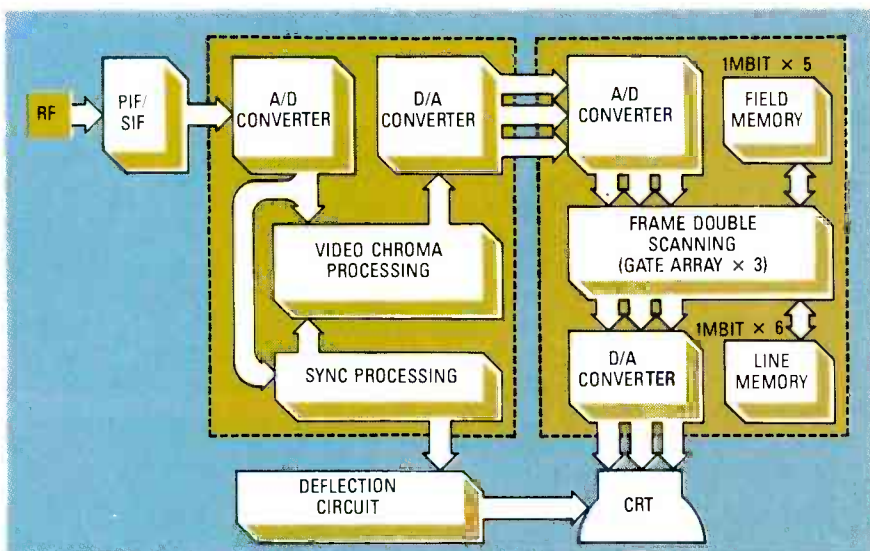 RF
PIF/
SIF
A/D
CONVERTER
D/A
CONVERTER
A/D
CONVERTER
1MBIT × 5
FIELD
MEMORY
VIDEO CHROMA
PROCESSING
FRAME DOUBLE
SCANNING
(GATE ARRAY × 3)
SYNC PROCESSING
D/A
CONVERTER
1MBIT × 6
LINE
MEMORY
DEFLECTION
CIRCUIT
CRT